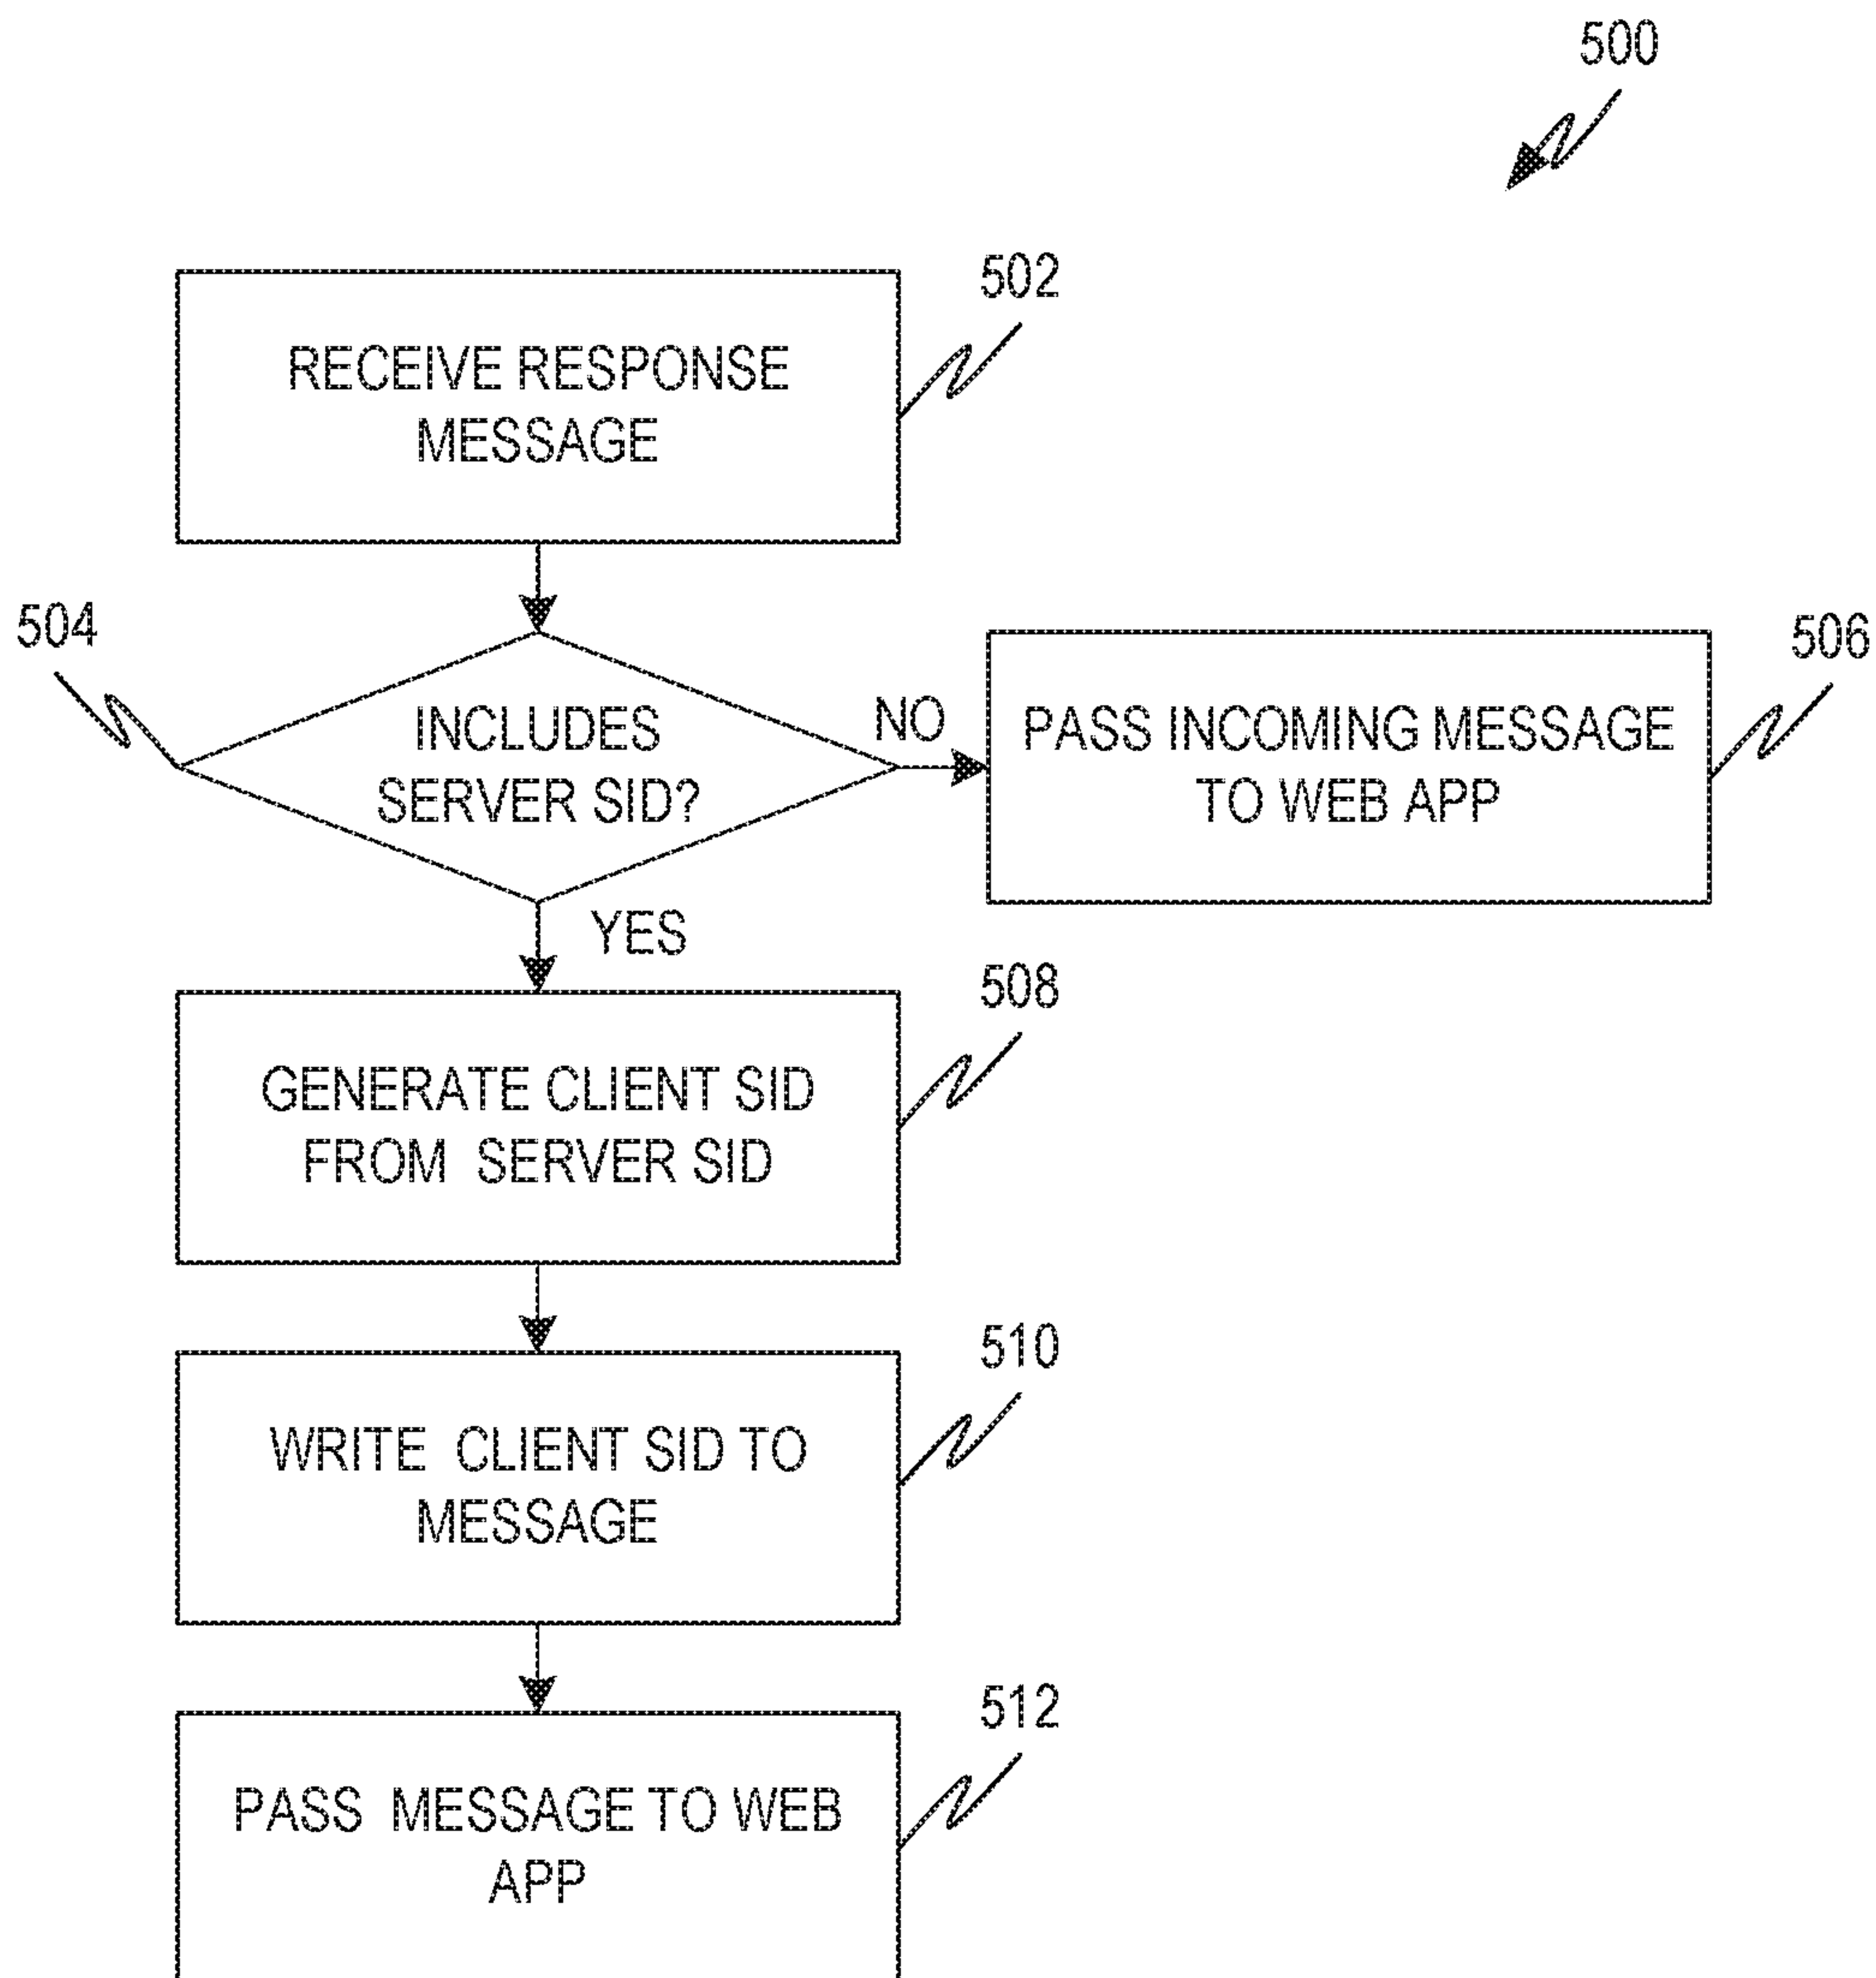 500
502
RECEIVE RESPONSE
MESSAGE
504
INCLUDES
SERVER SID?
NO
506
PASS INCOMING MESSAGE
TO WEB APP
YES
508
GENERATE CLIENT SID
FROM SERVER SID
510
WRITE CLIENT SID TO
MESSAGE
512
PASS MESSAGE TO WEB
APP